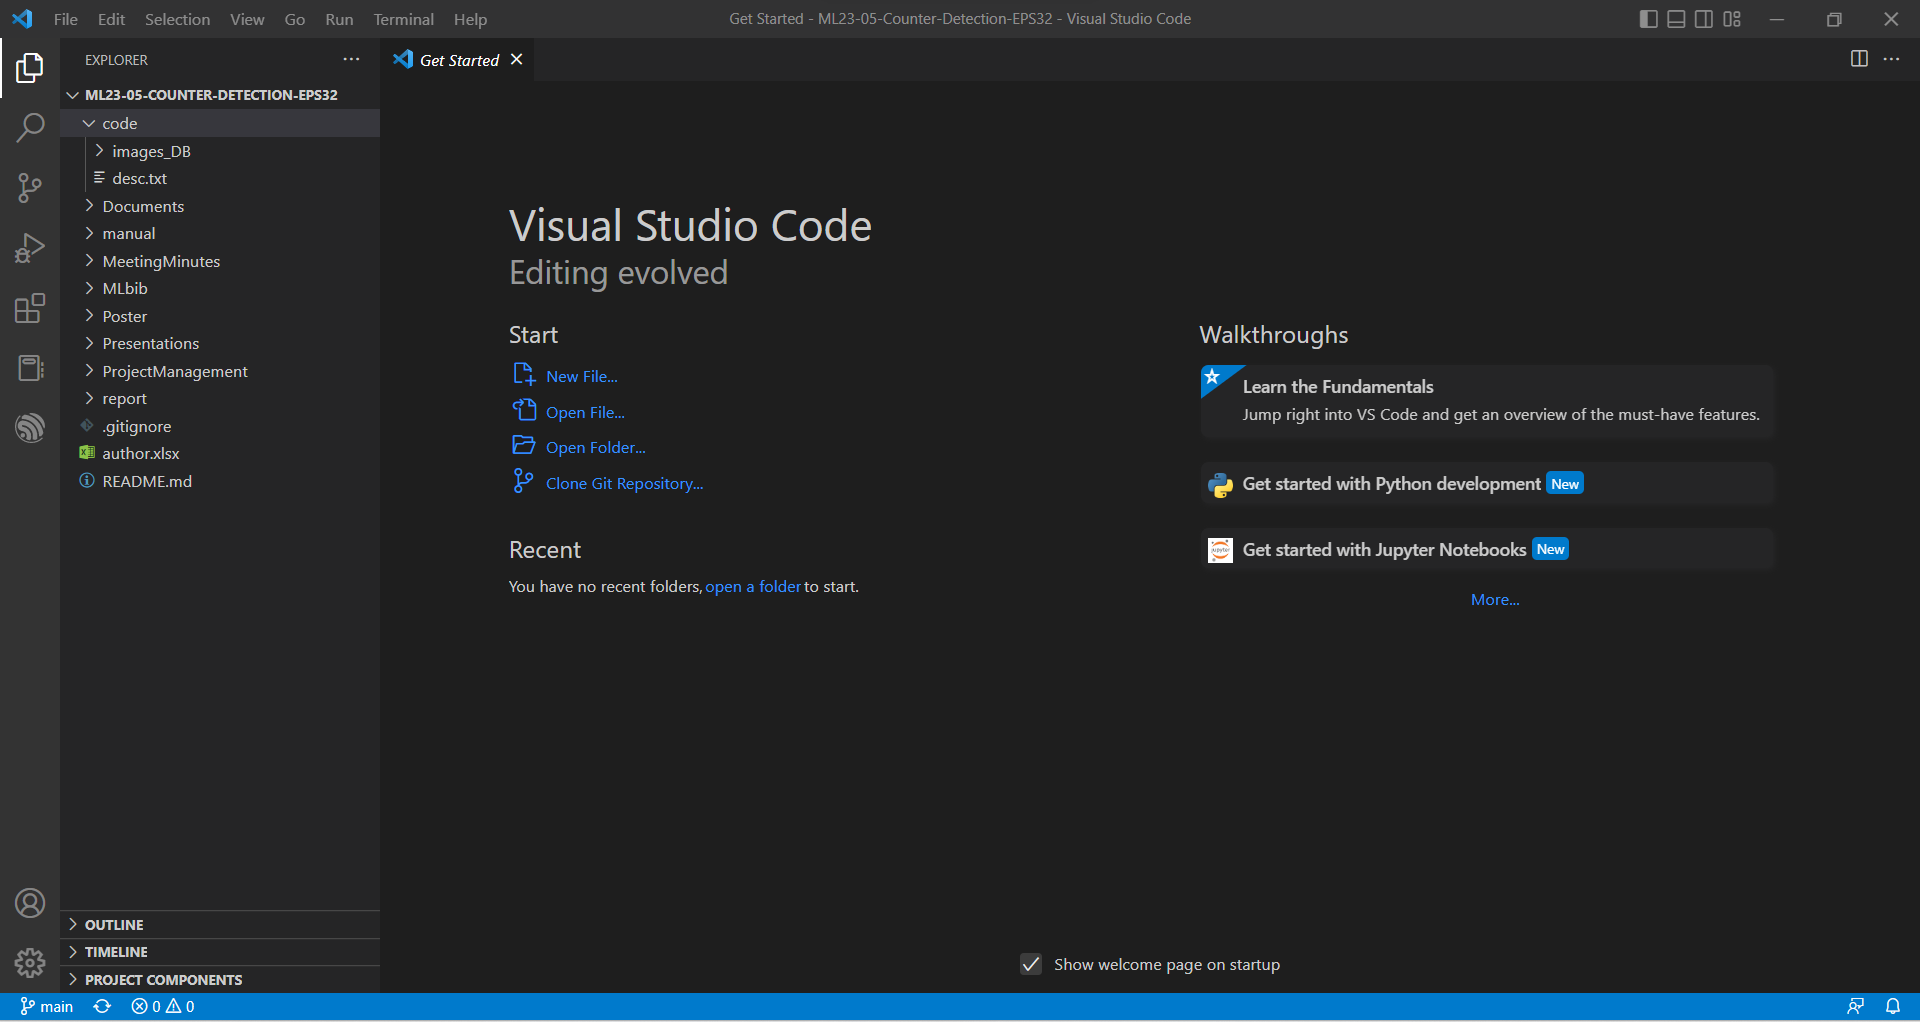 File Edit Selection View Go Run Terminal Help
Get Started - ML23-05-Counter-Detection-EPS32 - Visual Studio Code
EXPLORER
ML23-05-COUNTER-DETECTION-EPS32
code
images_DB
desc.txt
Documents
manual
MeetingMinutes
MLbib
Poster
Presentations
ProjectManagement
report
.gitignore
author.xlsx
README.md
OUTLINE
TIMELINE
PROJECT COMPONENTS
Get Started
Visual Studio Code
Editing evolved
Start
New File...
Open File...
Open Folder...
Clone Git Repository...
Recent
You have no recent folders, open a folder to start.
Walkthroughs
Learn the Fundamentals
Jump right into VS Code and get an overview of the must-have features.
Get started with Python development New
jupyter
Get started with Jupyter Notebooks New
More...
Show welcome page on startup
main 0 0